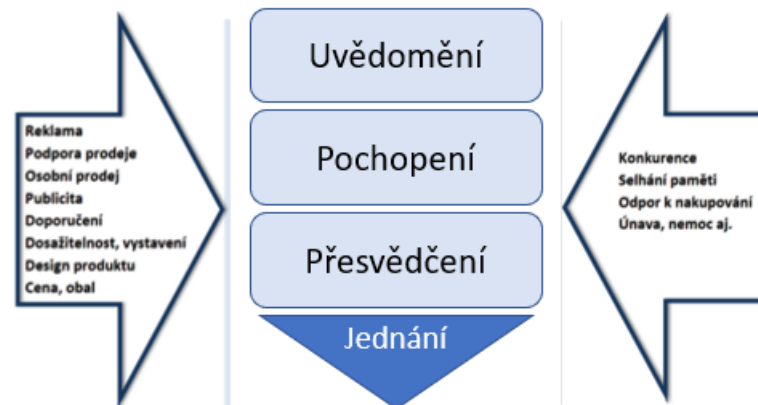 Reklama
Podpora prodeje
Osobní prodej
Publicita
Doporučení
Dosažitelnost, vystavení
Design produktu
Cena, obal
Uvědomění
Pochopení
Přesvědčení
Jednání
Konkurence
Selhání paměti
Odpor k nakupování
Únava, nemoc aj.